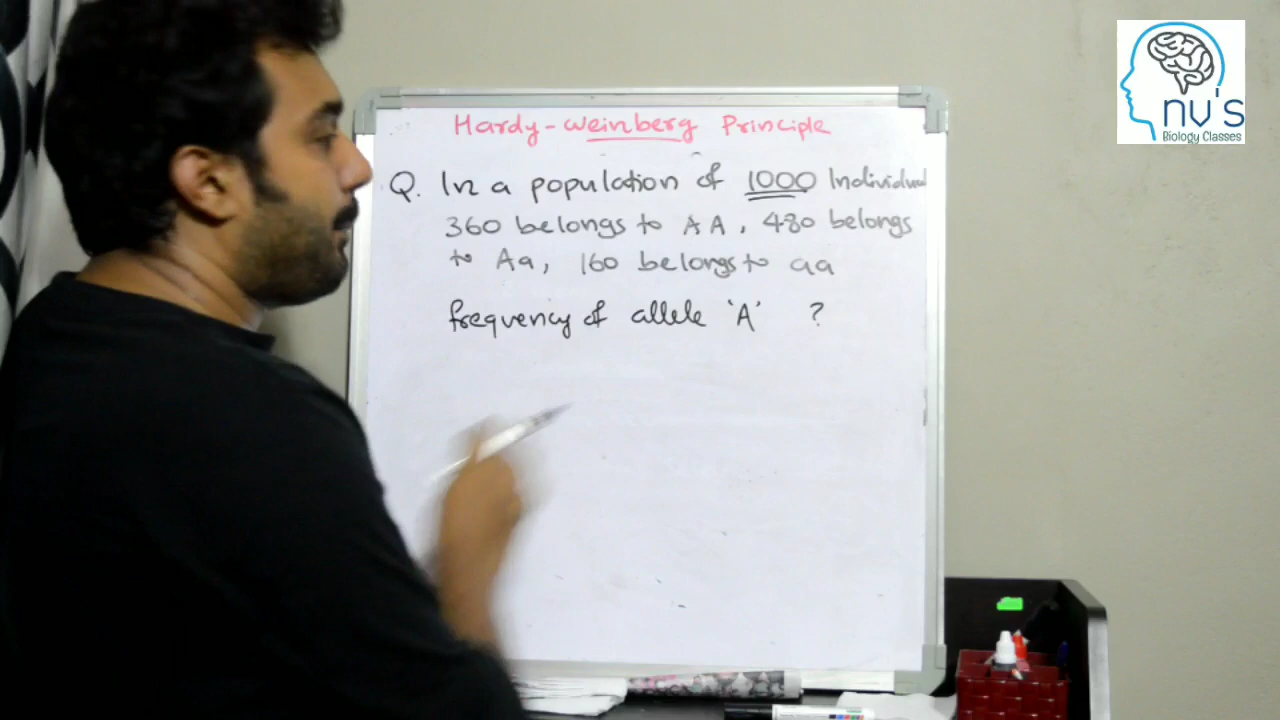 Hardy-weinberg Principle
Q. In a population of 1000 Individual
360 belongs to AA, 480 belongs
to Aa, 160 belongs to aa
frequency of allele 'A' ?
nv's
Biology Classes